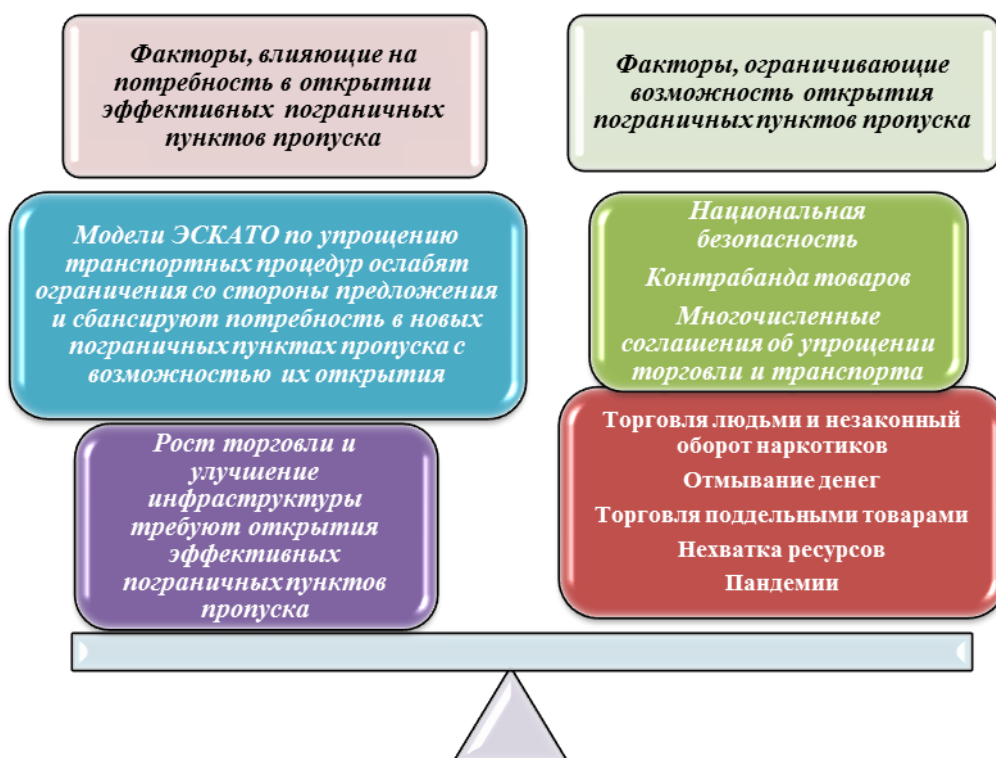 Факторы, влияющие на
потребность в открытии
эффективных пограничных
пунктов пропуска
Факторы, ограничивающие
возможность открытия
пограничных пунктов пропуска
Модели ЭСКАТО по упрощению
транспортных процедур ослабят
ограничения со стороны предложения
и сбансируют потребность в новых
пограничных пунктах пропуска с
возможностью их открытия
Рост торговли и
улучшение
инфраструктуры
требуют открытия
эффективных
пограничных пунктов
пропуска
Национальная
безопасность
Контрабанда товаров
Многочисленные
соглашения об упрощении
торговли и транспорта
Торговля людьми и незаконный
оборот наркотиков
Отмывание денег
Торговля поддельными товарами
Нехватка ресурсов
Пандемии